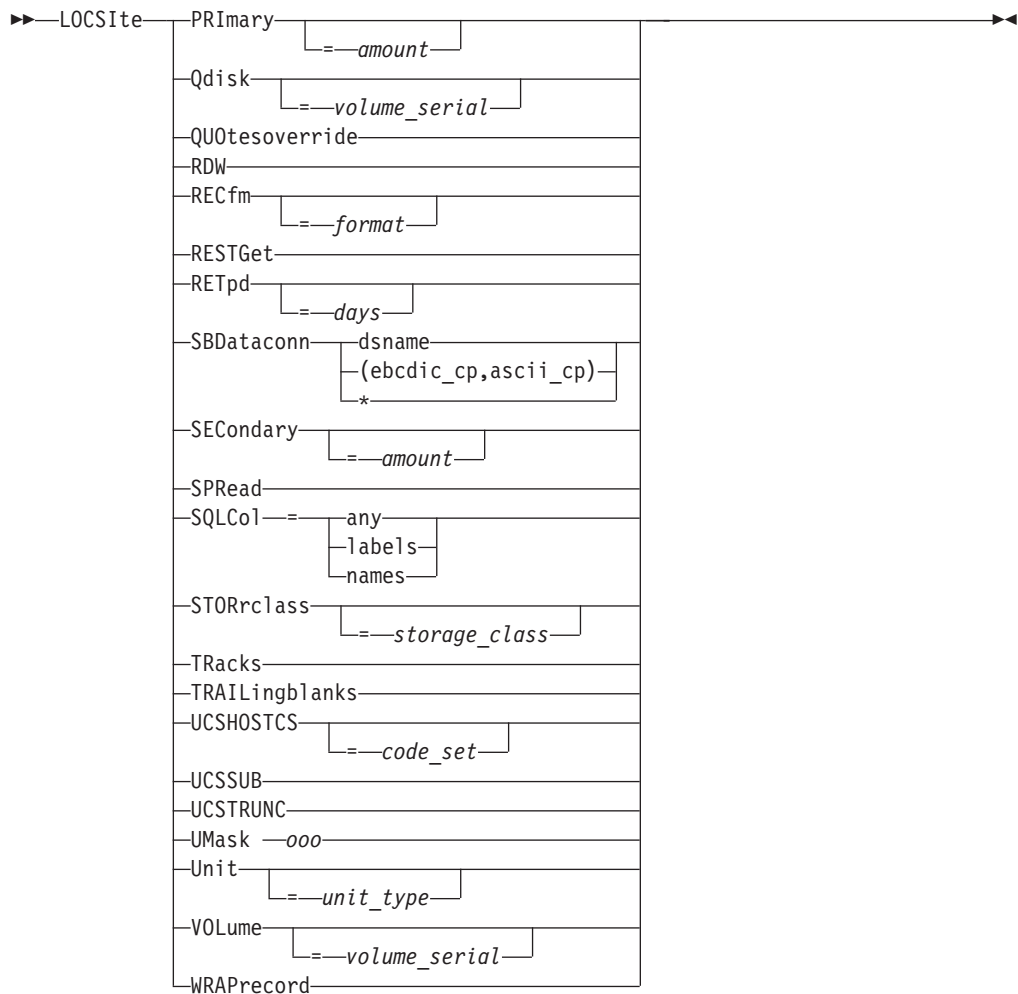 LOCSIte PRImary
= amount
Qdisk
= volume_serial
QUOtesoverride
RDW
RECfm
= format
RESTGet
RETpd
= days
SBDataconn dsname
(ebcdic_cp,ascii_cp)
*
SECondary
= amount
SPRead
SQLCol = any
labels
names
STORrclass
= storage_class
TRacks
TRAILingblanks
UCSHOSTCS
= code_set
UCSSUB
UCSTRUNC
UMask ooo
Unit
= unit_type
VOLume
= volume_serial
WRAPrecord